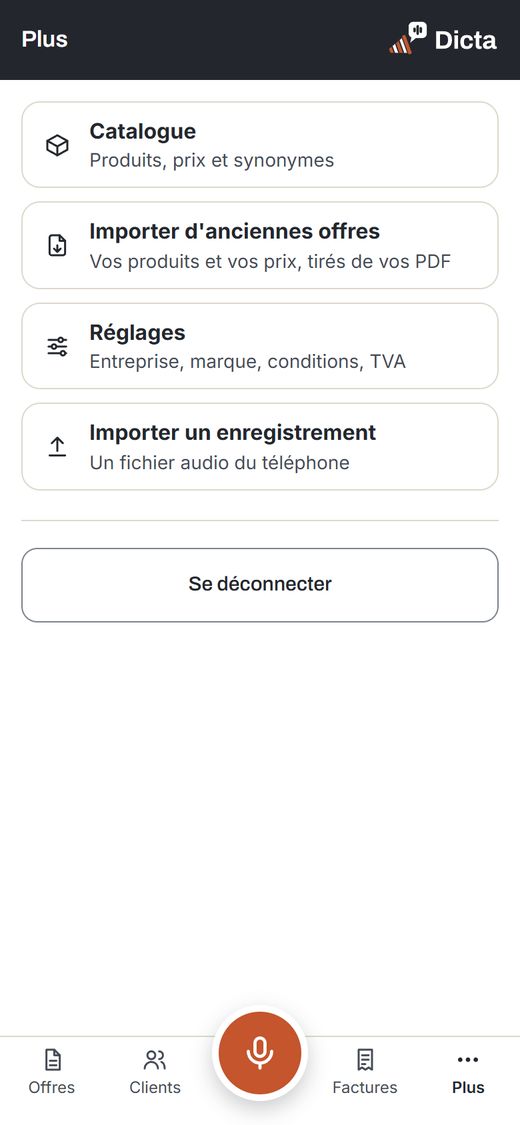 Plus
Dicta
Catalogue
Produits, prix et synonymes
Importer d'anciennes offres
Vos produits et vos prix, tirés de vos PDF
Réglages
Entreprise, marque, conditions, TVA
Importer un enregistrement
Un fichier audio du téléphone
Se déconnecter
Offres
Clients
Factures
Plus